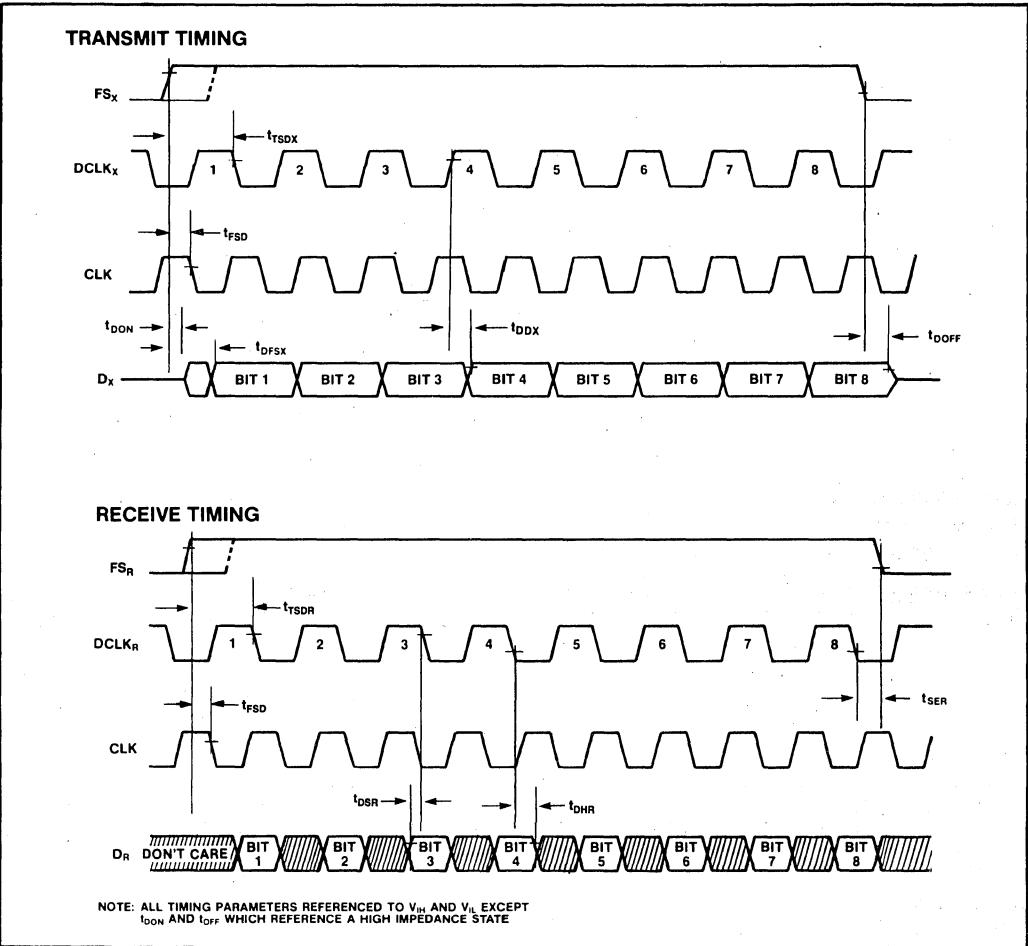 TRANSMIT TIMING
FSX
tTSDX
DCLKX
1 2 3 4 5 6 7 8
tFSD
CLK
tDON
tDFSX
tDDX
tDOFF
DX
BIT 1 BIT 2 BIT 3 BIT 4 BIT 5 BIT 6 BIT 7 BIT 8
RECEIVE TIMING
FSR
tTSDR
DCLKR
1 2 3 4 5 6 7 8
tSER
tFSD
CLK
tDSR
tDHR
DR DON'T CARE BIT 1 BIT 2 BIT 3 BIT 4 BIT 5 BIT 6 BIT 7 BIT 8
NOTE: ALL TIMING PARAMETERS REFERENCED TO VIH AND VIL EXCEPT
tDON AND tOFF WHICH REFERENCE A HIGH IMPEDANCE STATE